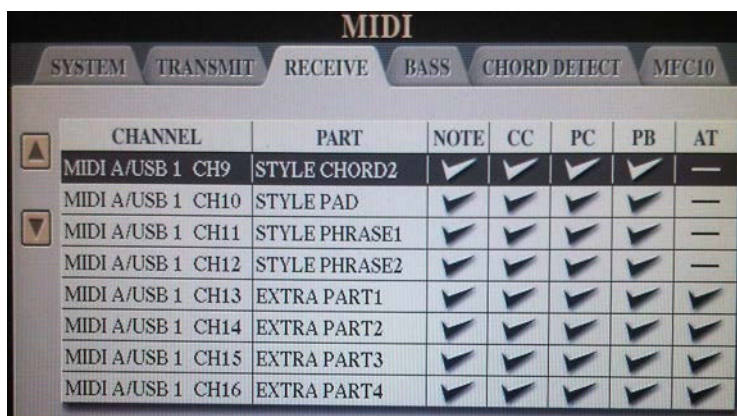 MIDI
SYSTEM TRANSMIT RECEIVE BASS CHORD DETECT MFC10
CHANNEL PART NOTE CC PC PB AT
MIDI A/USB 1 CH9 STYLE CHORD2
MIDI A/USB 1 CH10 STYLE PAD
MIDI A/USB 1 CH11 STYLE PHRASE1
MIDI A/USB 1 CH12 STYLE PHRASE2
MIDI A/USB 1 CH13 EXTRA PART1
MIDI A/USB 1 CH14 EXTRA PART2
MIDI A/USB 1 CH15 EXTRA PART3
MIDI A/USB 1 CH16 EXTRA PART4